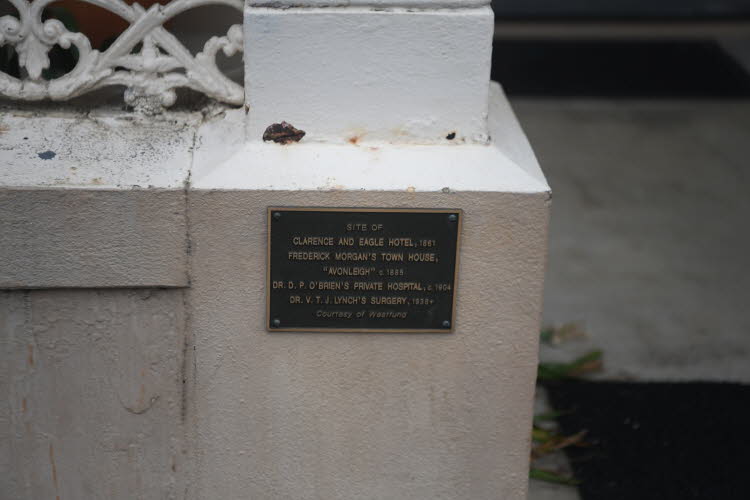 SITE OF
CLARENCE AND EAGLE HOTEL, 1861
FREDERICK MORGAN'S TOWN HOUSE,
"AVONLEIGH" c.1885
DR. D. P. O'BRIEN'S PRIVATE HOSPITAL, c.1904
DR. V. T. J. LYNCH'S SURGERY, 1938+
Courtesy of Westfund